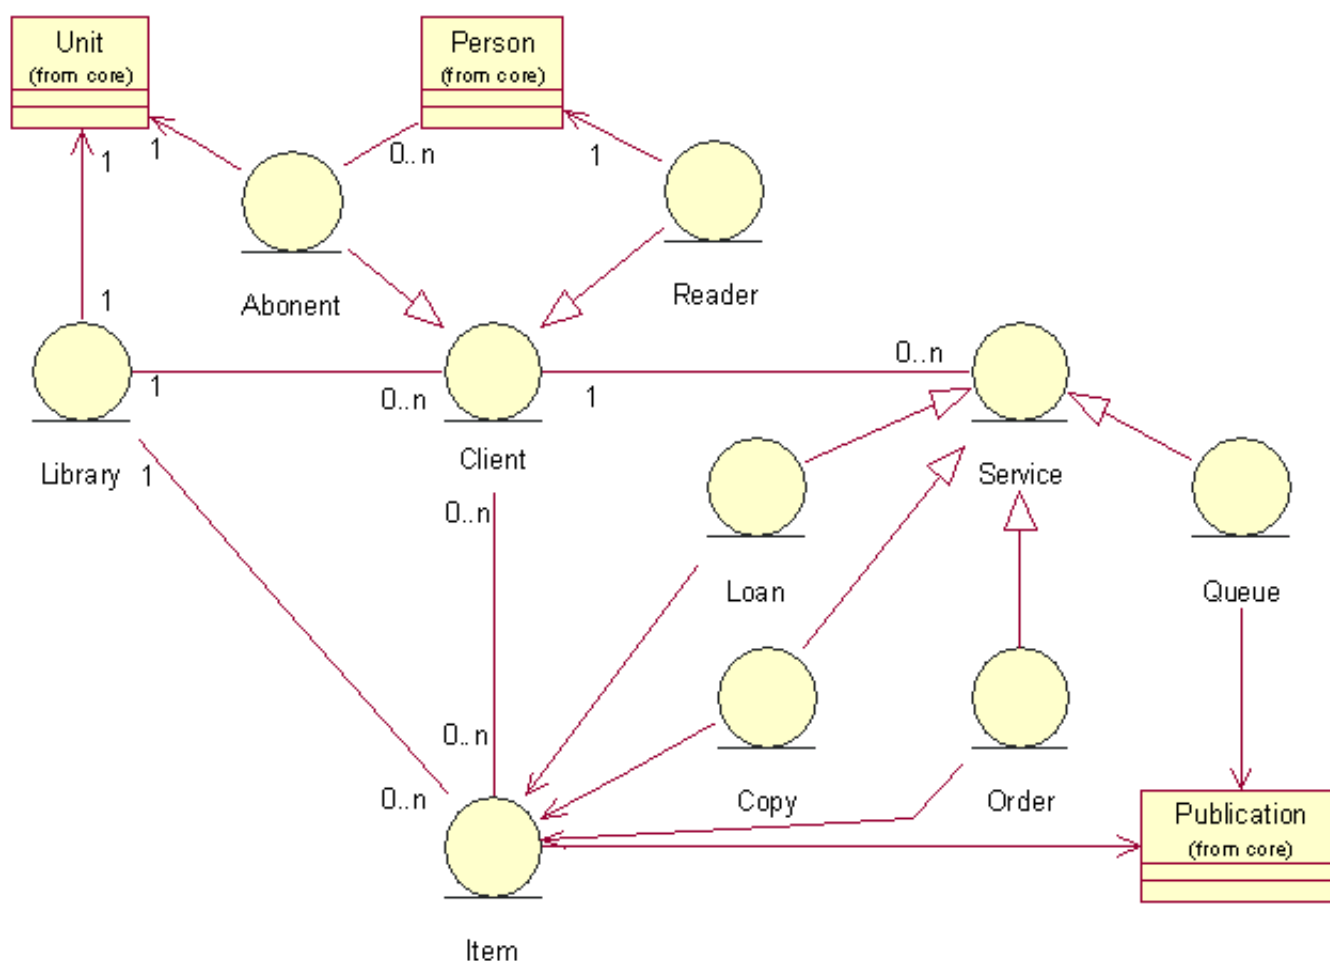 Unit
(from core)
Person
(from core)
1
1
0..n
1
Abonent
Reader
1
0..n
1
0..n
1
Library
1
Client
Service
0..n
Loan
Queue
0..n
0..n
Copy
Order
Publication
(from core)
Item